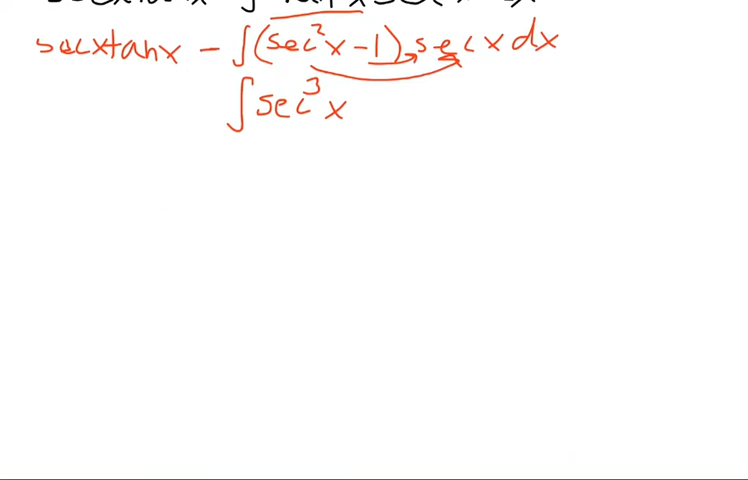 secxtanx − ∫(sec²x − 1) secx dx
∫sec³x